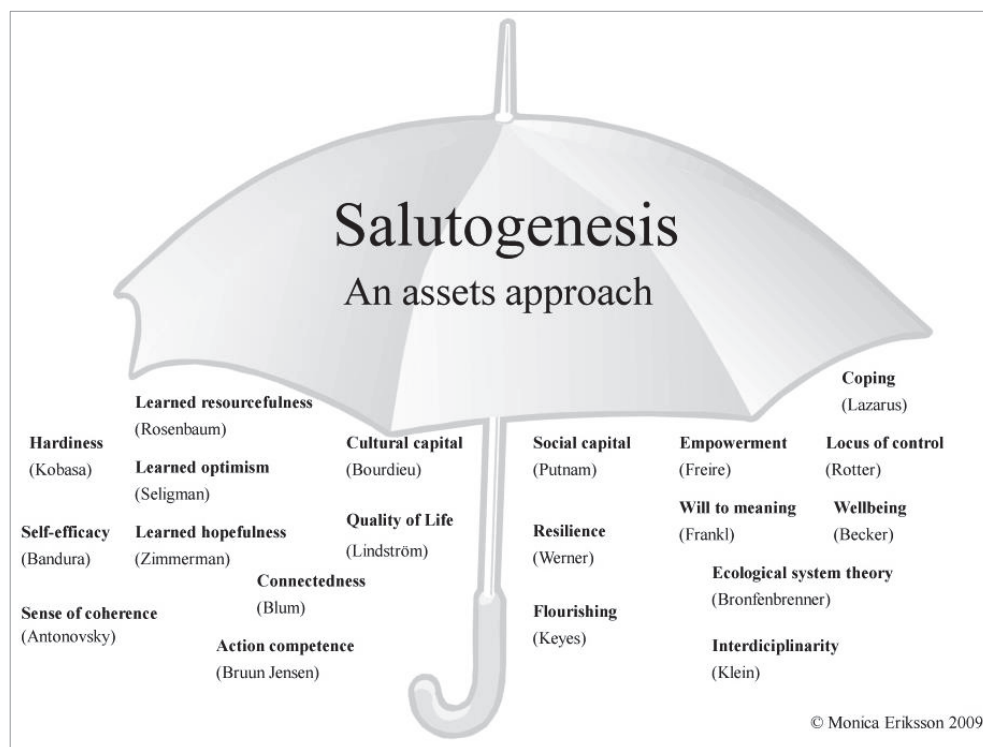 Salutogenesis
An assets approach
Coping
(Lazarus)
Learned resourcefulness
(Rosenbaum)
Hardiness
(Kobasa)
Learned optimism
(Seligman)
Cultural capital
(Bourdieu)
Social capital
(Putnam)
Empowerment
(Freire)
Locus of control
(Rotter)
Self-efficacy
(Bandura)
Learned hopefulness
(Zimmerman)
Quality of Life
(Lindström)
Resilience
(Werner)
Will to meaning
(Frankl)
Wellbeing
(Becker)
Connectedness
(Blum)
Ecological system theory
(Bronfenbrenner)
Sense of coherence
(Antonovsky)
Action competence
(Bruun Jensen)
Flourishing
(Keyes)
Interdiciplinarity
(Klein)
© Monica Eriksson 2009